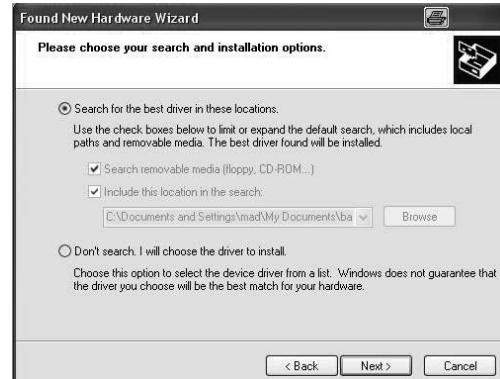 Found New Hardware Wizard
Please choose your search and installation options.
Search for the best driver in these locations.
Use the check boxes below to limit or expand the default search, which includes local
paths and removable media. The best driver found will be installed.
Search removable media (floppy, CD-ROM...)
Include this location in the search:
C:\Documents and Settings\mad\My Documents\ba
Browse
Don't search. I will choose the driver to install.
Choose this option to select the device driver from a list. Windows does not guarantee that
the driver you choose will be the best match for your hardware.
< Back Next > Cancel